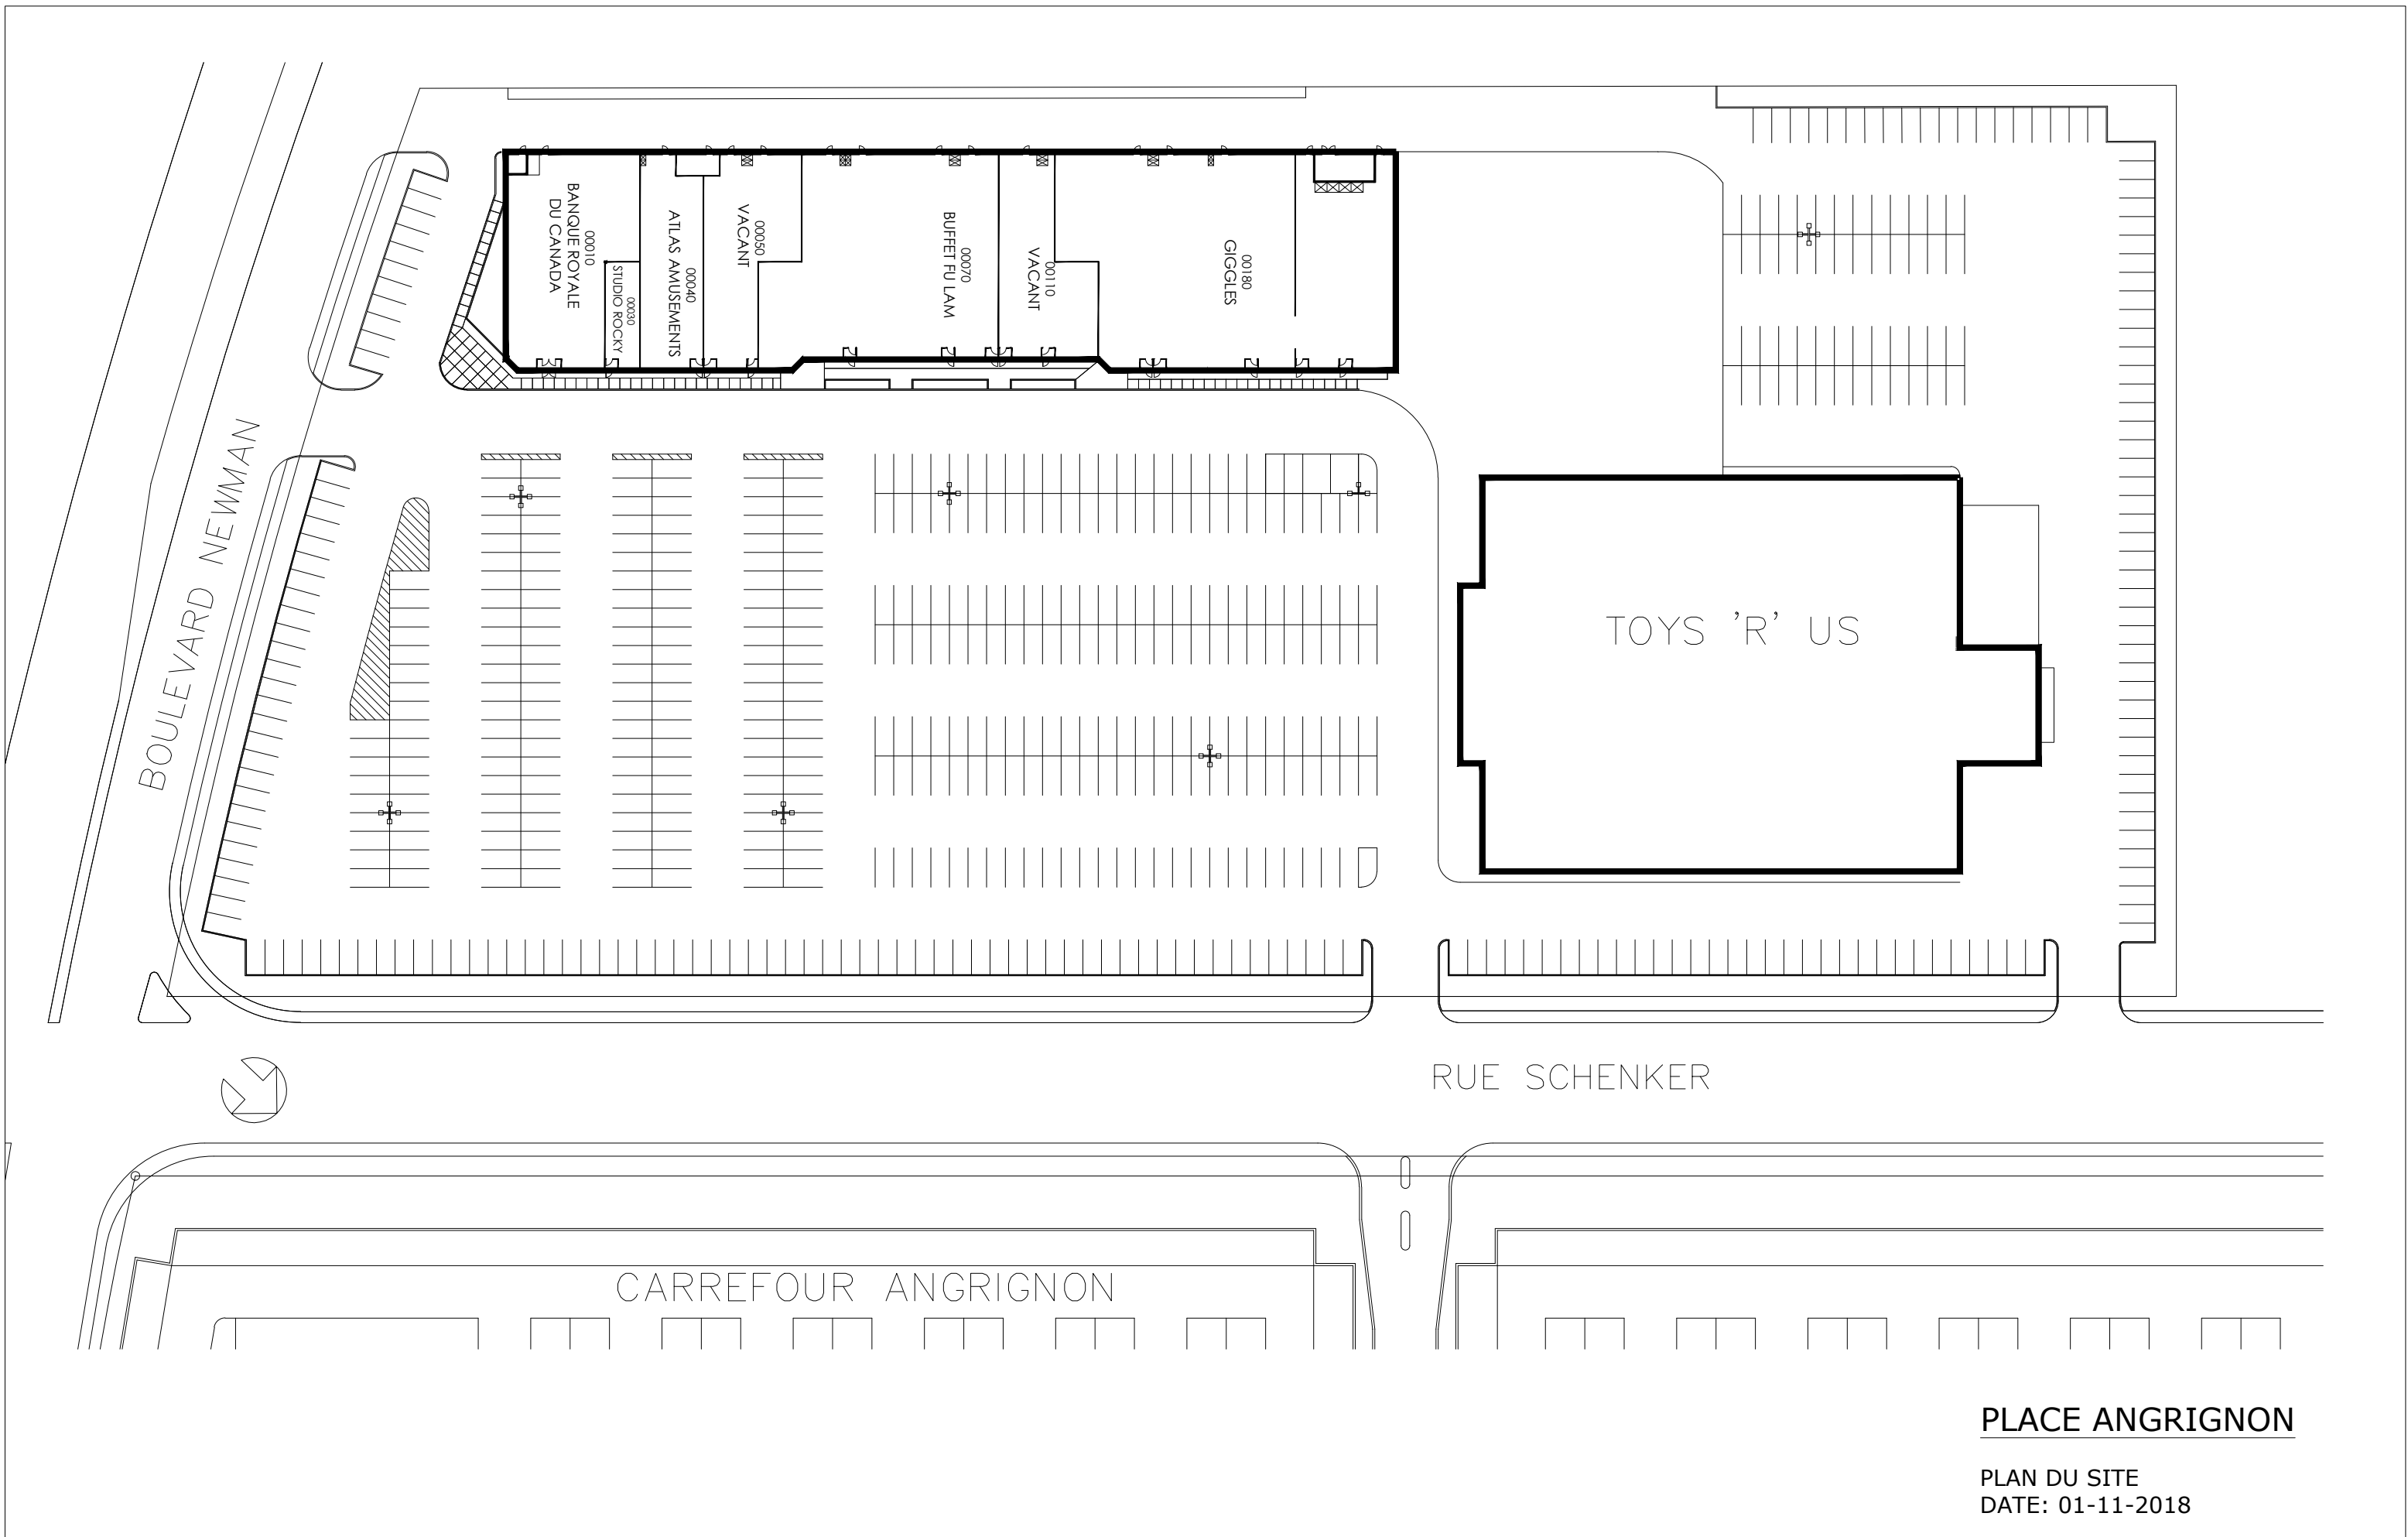 00010
BANQUE ROYALE
DU CANADA
00030
STUDIO ROCKY
00040
ATLAS AMUSEMENTS
00050
VACANT
00070
BUFFET FU LAM
00110
VACANT
00180
GIGGLES
BOULEVARD NEWMAN
TOYS 'R' US
RUE SCHENKER
CARREFOUR ANGRIGNON
PLACE ANGRIGNON
PLAN DU SITE
DATE: 01-11-2018